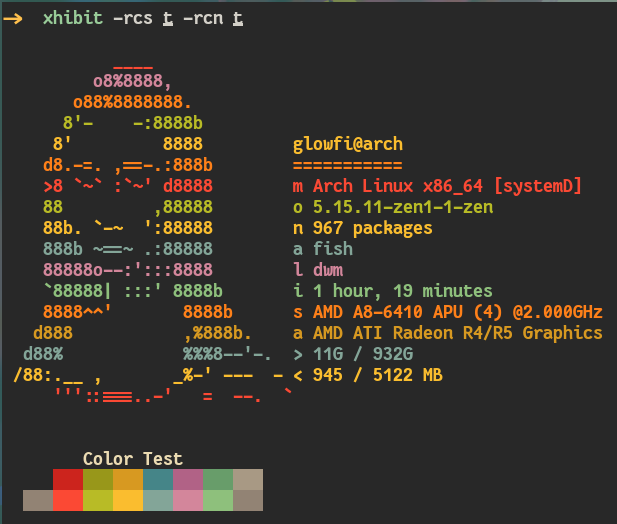 → xhibit -rcs t -rcn t
____
o8%8888,
o88%8888888.
8'-    -:8888b
8'         8888        glowfi@arch
d8.-=. ,==-.:888b        ===========
>8 `~` :`~' d8888        m Arch Linux x86_64 [systemD]
88         ,88888        o 5.15.11-zen1-1-zen
88b. `-~  ':88888        n 967 packages
888b ~==~ .:88888        a fish
88888o--:':::8888        l dwm
`88888| :::' 8888b       i 1 hour, 19 minutes
8888^^'       8888b      s AMD A8-6410 APU (4) @2.000GHz
d888           ,%888b.    a AMD ATI Radeon R4/R5 Graphics
d88%            %%%8--'-.  > 11G / 932G
/88:.__ ,       _%-' ---  - < 945 / 5122 MB
'''::===..-'   =  --.  `
Color Test